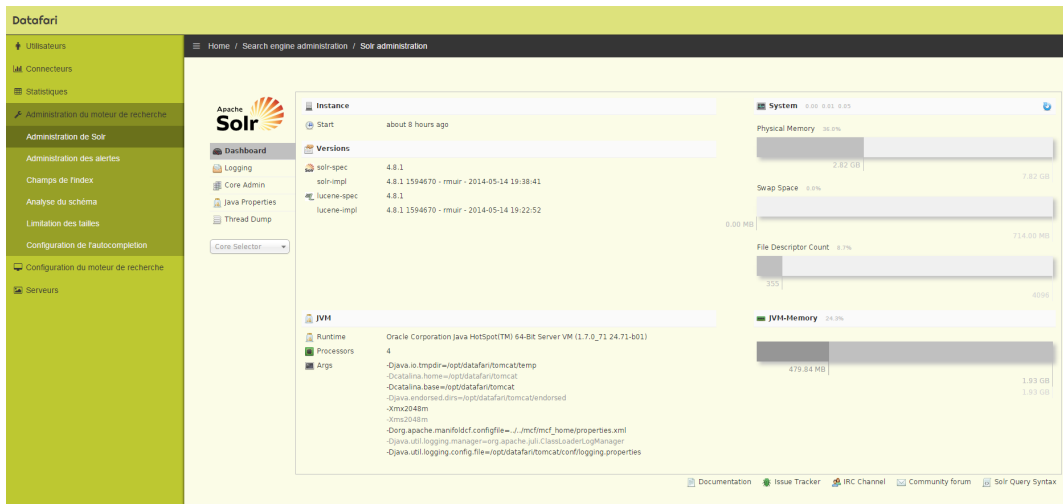 Datafari
Utilisateurs
Connecteurs
Statistiques
Administration du moteur de recherche
Administration de Solr
Administration des alertes
Champs de l'index
Analyse du schéma
Limitation des tailles
Configuration de l'autocompletion
Configuration du moteur de recherche
Serveurs
Home / Search engine administration / Solr administration
Apache
Solr
Dashboard
Logging
Core Admin
Java Properties
Thread Dump
Core Selector
Instance
Start about 8 hours ago
Versions
solr-spec 4.8.1
solr-impl 4.8.1 1594670 - rmuir - 2014-05-14 19:38:41
lucene-spec 4.8.1
lucene-impl 4.8.1 1594670 - rmuir - 2014-05-14 19:22:52
System 0.00 0.01 0.05
Physical Memory 36.0%
2.82 GB
7.82 GB
Swap Space 0.0%
0.00 MB
714.00 MB
File Descriptor Count 8.7%
355
4096
JVM
Runtime Oracle Corporation Java HotSpot(TM) 64-Bit Server VM (1.7.0_71 24.71-b01)
Processors 4
Args -Djava.io.tmpdir=/opt/datafari/tomcat/temp
-Dcatalina.home=/opt/datafari/tomcat
-Dcatalina.base=/opt/datafari/tomcat
-Djava.endorsed.dirs=/opt/datafari/tomcat/endorsed
-Xmx2048m
-Xms2048m
-Dorg.apache.manifoldcf.configfile=../../mcf/mcf_home/properties.xml
-Djava.util.logging.manager=org.apache.juli.ClassLoaderLogManager
-Djava.util.logging.config.file=/opt/datafari/tomcat/conf/logging.properties
JVM-Memory 24.3%
479.84 MB
1.93 GB
1.93 GB
Documentation Issue Tracker IRC Channel Community forum Solr Query Syntax